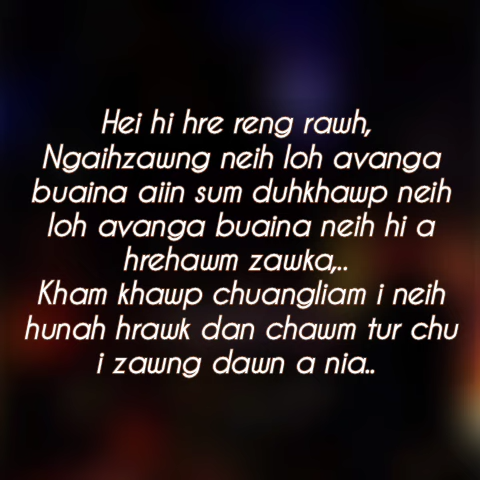 Hei hi hre reng rawh,
Ngaihzawng neih loh avanga
buaina aiin sum duhkhawp neih
loh avanga buaina neih hi a
hrehawm zawka,..
Kham khawp chuangliam i neih
hunah hrawk dan chawm tur chu
i zawng dawn a nia..